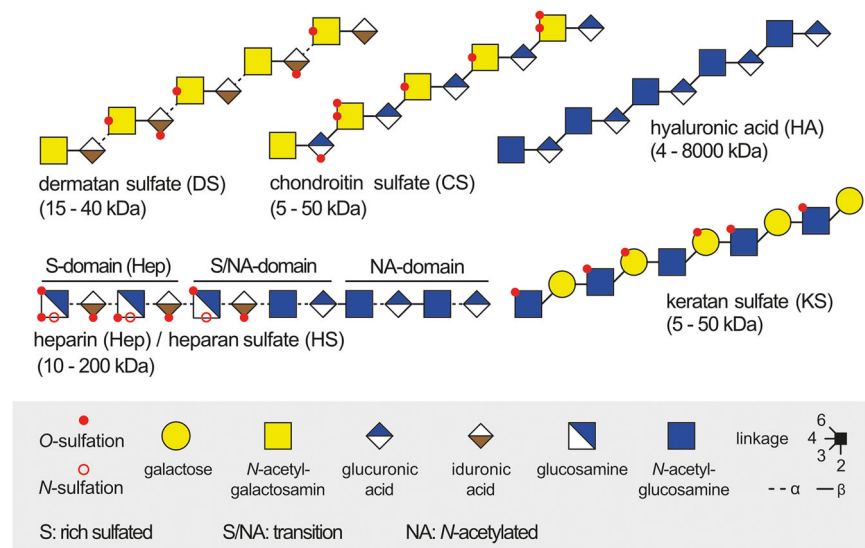 dermatan sulfate (DS)
(15 - 40 kDa)
chondroitin sulfate (CS)
(5 - 50 kDa)
hyaluronic acid (HA)
(4 - 8000 kDa)
S-domain (Hep)
S/NA-domain
NA-domain
heparin (Hep) / heparan sulfate (HS)
(10 - 200 kDa)
keratan sulfate (KS)
(5 - 50 kDa)
O-sulfation
N-sulfation
galactose
N-acetyl-
galactosamin
glucuronic
acid
iduronic
acid
glucosamine
N-acetyl-
glucosamine
linkage
6
4
3
2
α
β
S: rich sulfated
S/NA: transition
NA: N-acetylated